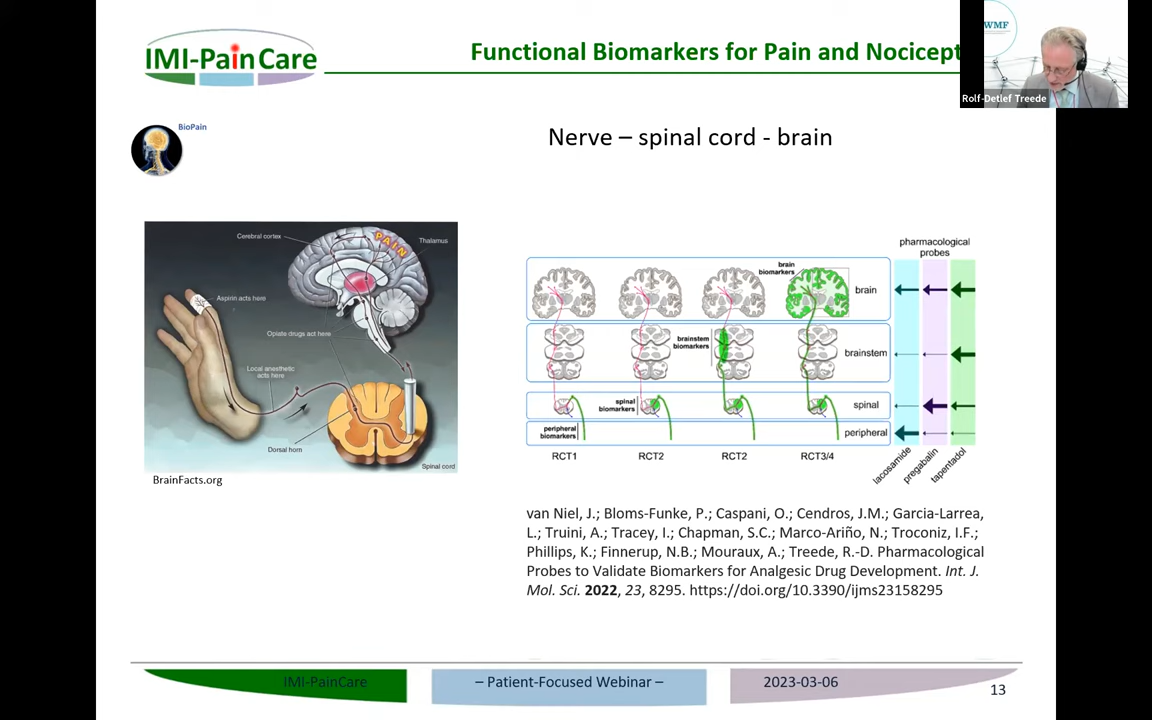 IMI-PainCare
Functional Biomarkers for Pain and Nocicept
WMF
Rolf-Detlef Treede
BioPain
Nerve – spinal cord - brain
Cerebral cortex
PAIN
Thalamus
Aspirin acts here
Opiate drugs act here
Local anesthetic
acts here
Dorsal horn
Spinal cord
BrainFacts.org
pharmacological
probes
brain
biomarkers
brain
brainstem
biomarkers
brainstem
spinal
biomarkers
spinal
peripheral
biomarkers
peripheral
RCT1
RCT2
RCT2
RCT3/4
lacosamide
pregabalin
tapentadol
van Niel, J.; Bloms-Funke, P.; Caspani, O.; Cendros, J.M.; Garcia-Larrea,
L.; Truini, A.; Tracey, I.; Chapman, S.C.; Marco-Ariño, N.; Troconiz, I.F.;
Phillips, K.; Finnerup, N.B.; Mouraux, A.; Treede, R.-D. Pharmacological
Probes to Validate Biomarkers for Analgesic Drug Development. Int. J.
Mol. Sci. 2022, 23, 8295. https://doi.org/10.3390/ijms23158295
IMI-PainCare
– Patient-Focused Webinar –
2023-03-06
13